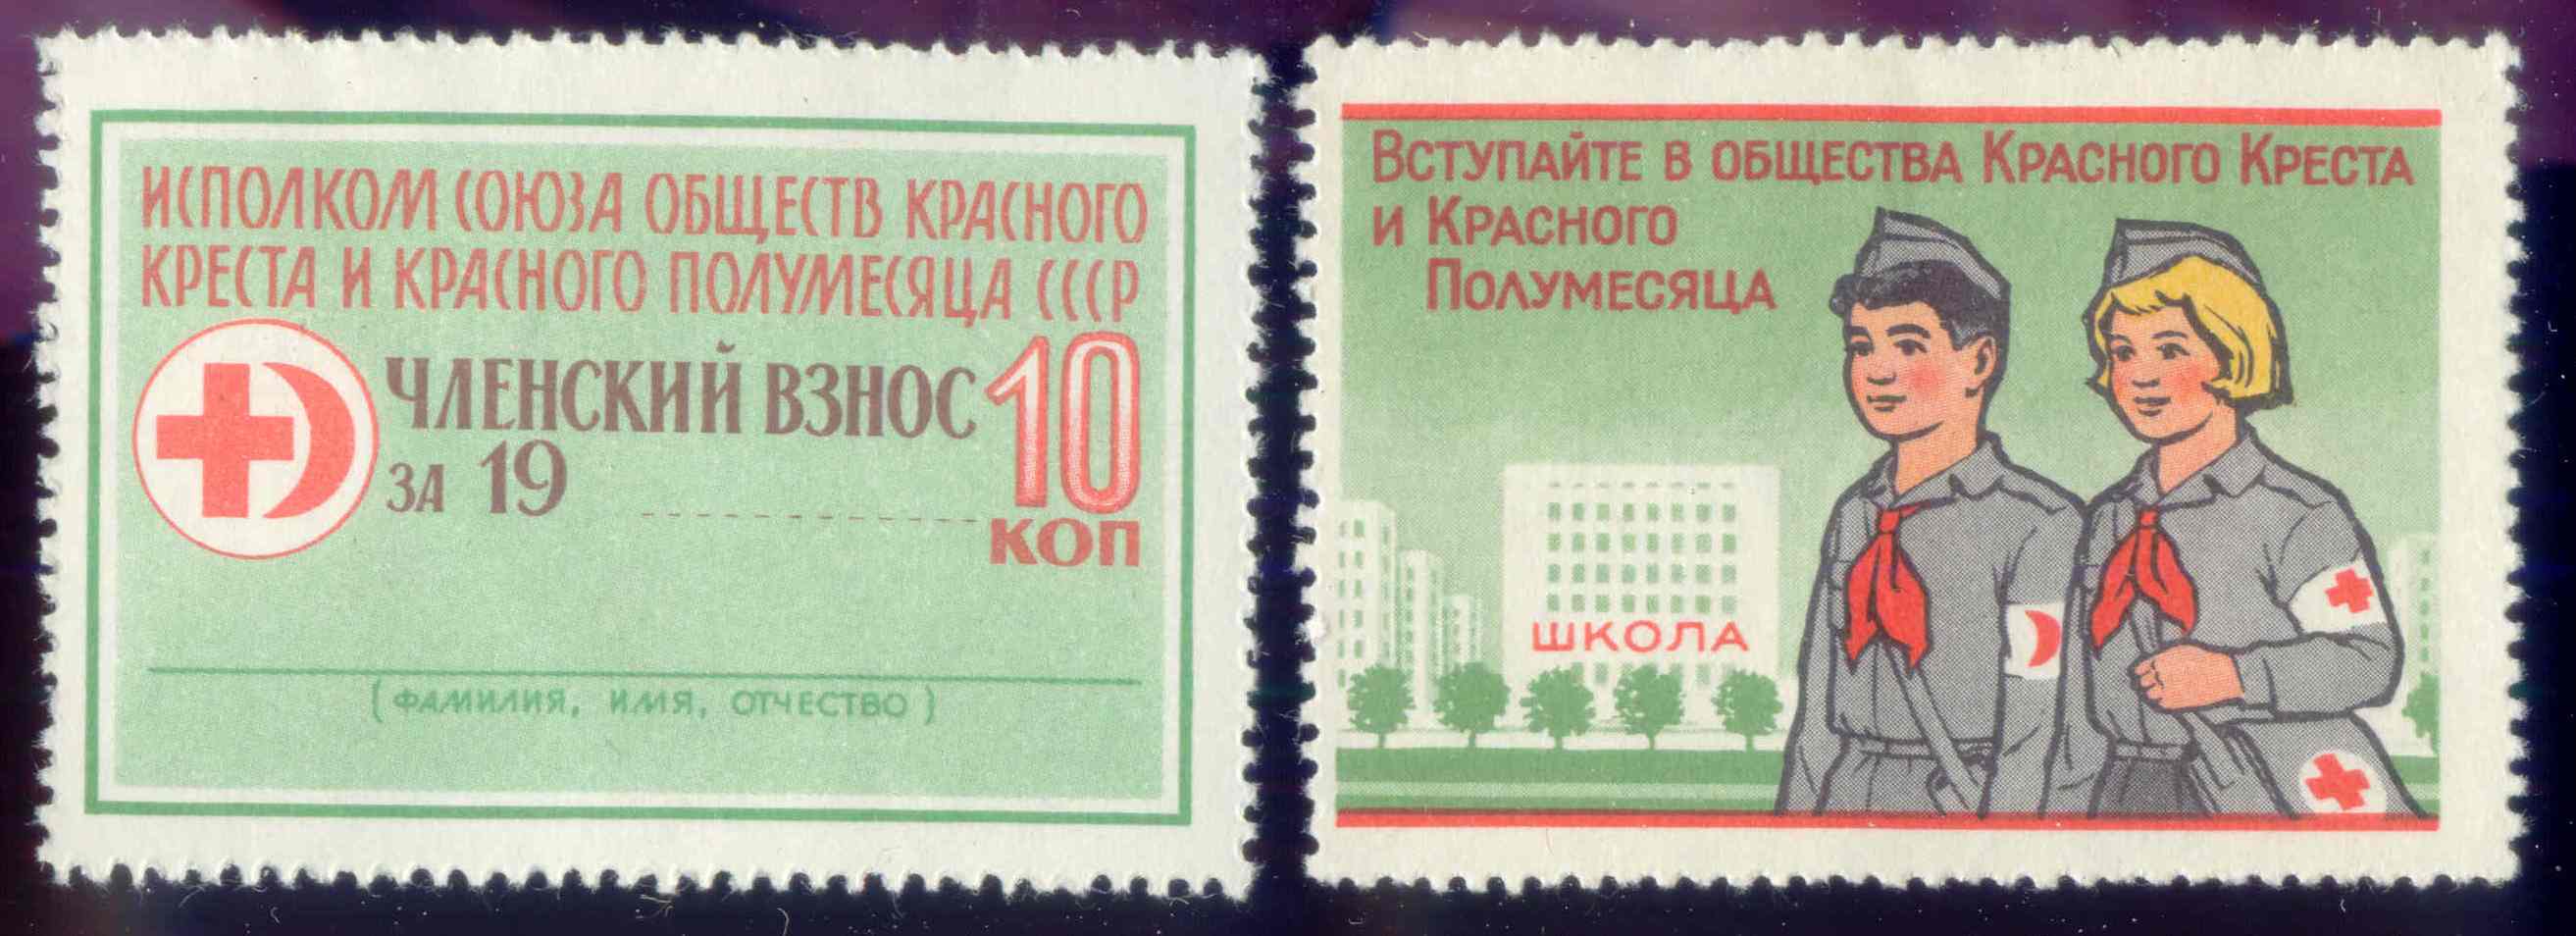 ИСПОЛКОМ СОЮЗА ОБЩЕСТВ КРАСНОГО
КРЕСТА И КРАСНОГО ПОЛУМЕСЯЦА СССР
ЧЛЕНСКИЙ ВЗНОС
ЗА 19
10
КОП
(ФАМИЛИЯ, ИМЯ, ОТЧЕСТВО)
ВСТУПАЙТЕ В ОБЩЕСТВА КРАСНОГО КРЕСТА
И КРАСНОГО
ПОЛУМЕСЯЦА
ШКОЛА